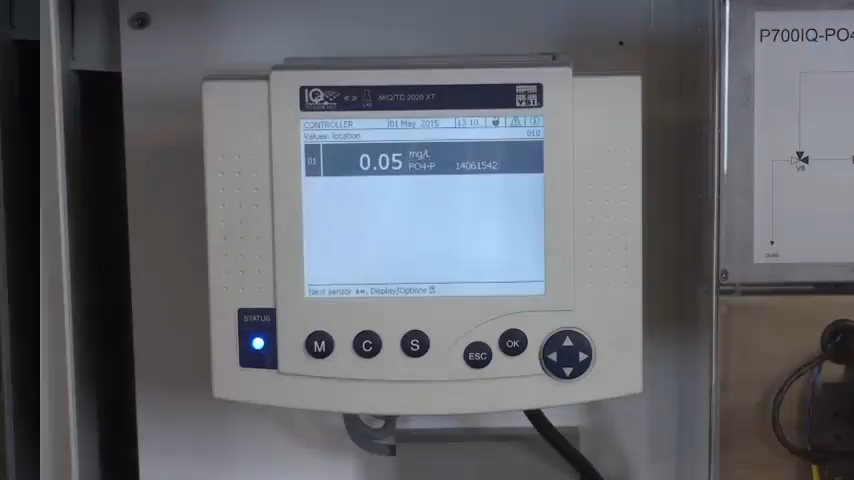 P700IQ-PO4
IQ
MIQ/TC 2020 XT
YSI
CONTROLLER 01 May 2015 13 10
Values: location 010
01 0.05 mg/L
PO4-P 14061542
Next sensor, Display/Options
STATUS
M C S ESC OK
V8